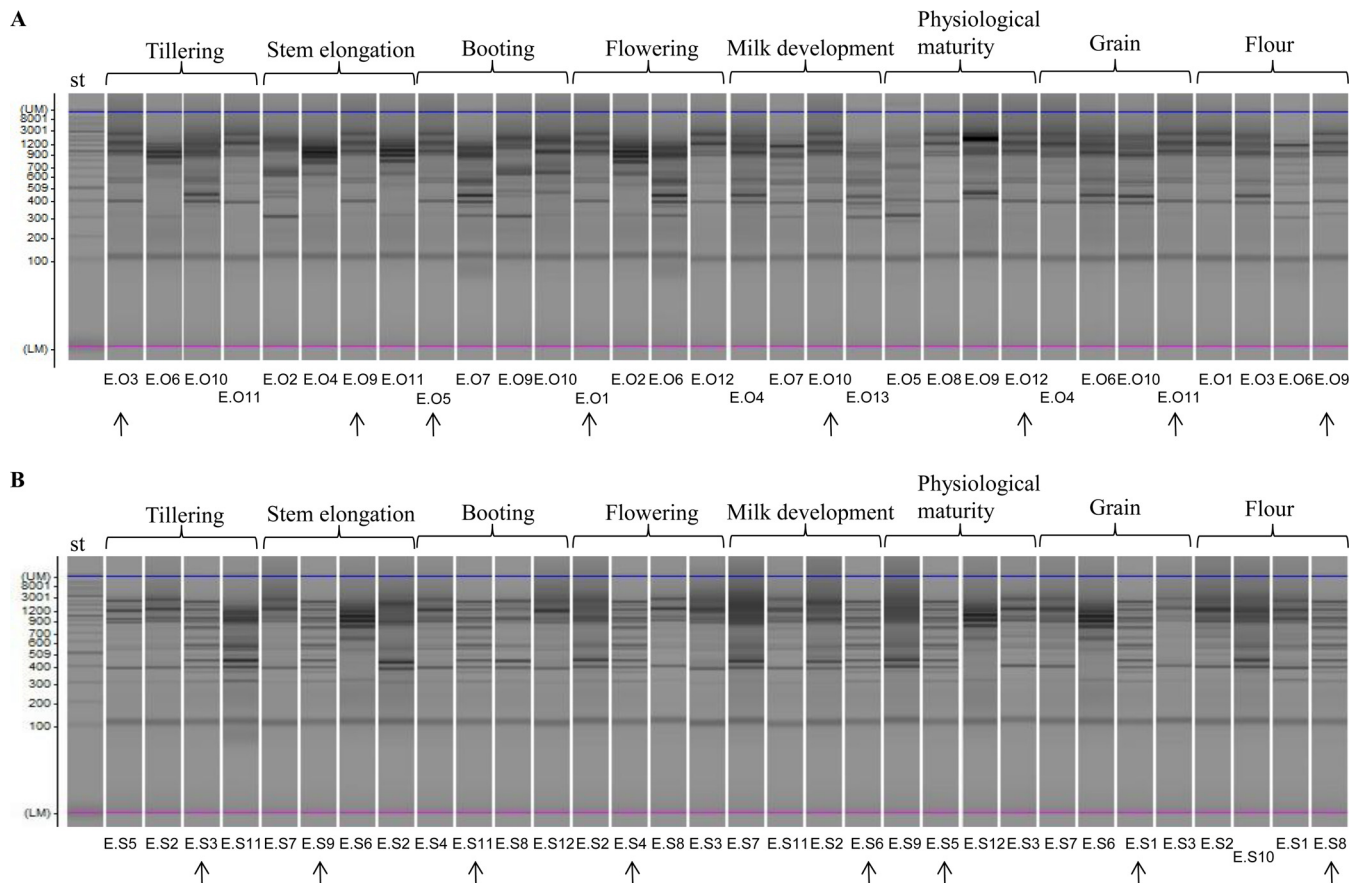 A
Tillering
Stem elongation
Booting
Flowering
Milk development
Physiological
maturity
Grain
Flour
st
(UM)
8001
3001
1200
900
700
600
509
400
300
200
100
(LM)
E.O3 E.O6 E.O10 E.O2 E.O4 E.O9 E.O11 E.O7 E.O9 E.O10 E.O2 E.O6 E.O12 E.O7 E.O10 E.O5 E.O8 E.O9 E.O12 E.O6 E.O10 E.O1 E.O3 E.O6 E.O9
E.O11 E.O5 E.O1 E.O4 E.O13 E.O4 E.O11
B
Tillering
Stem elongation
Booting
Flowering
Milk development
Physiological
maturity
Grain
Flour
st
(UM)
8001
3001
1200
900
700
600
509
400
300
200
100
(LM)
E.S5 E.S2 E.S3 E.S11 E.S7 E.S9 E.S6 E.S2 E.S4 E.S11 E.S8 E.S12 E.S2 E.S4 E.S8 E.S3 E.S7 E.S11 E.S2 E.S6 E.S9 E.S5 E.S12 E.S3 E.S7 E.S6 E.S1 E.S3 E.S2 E.S1 E.S8
E.S10